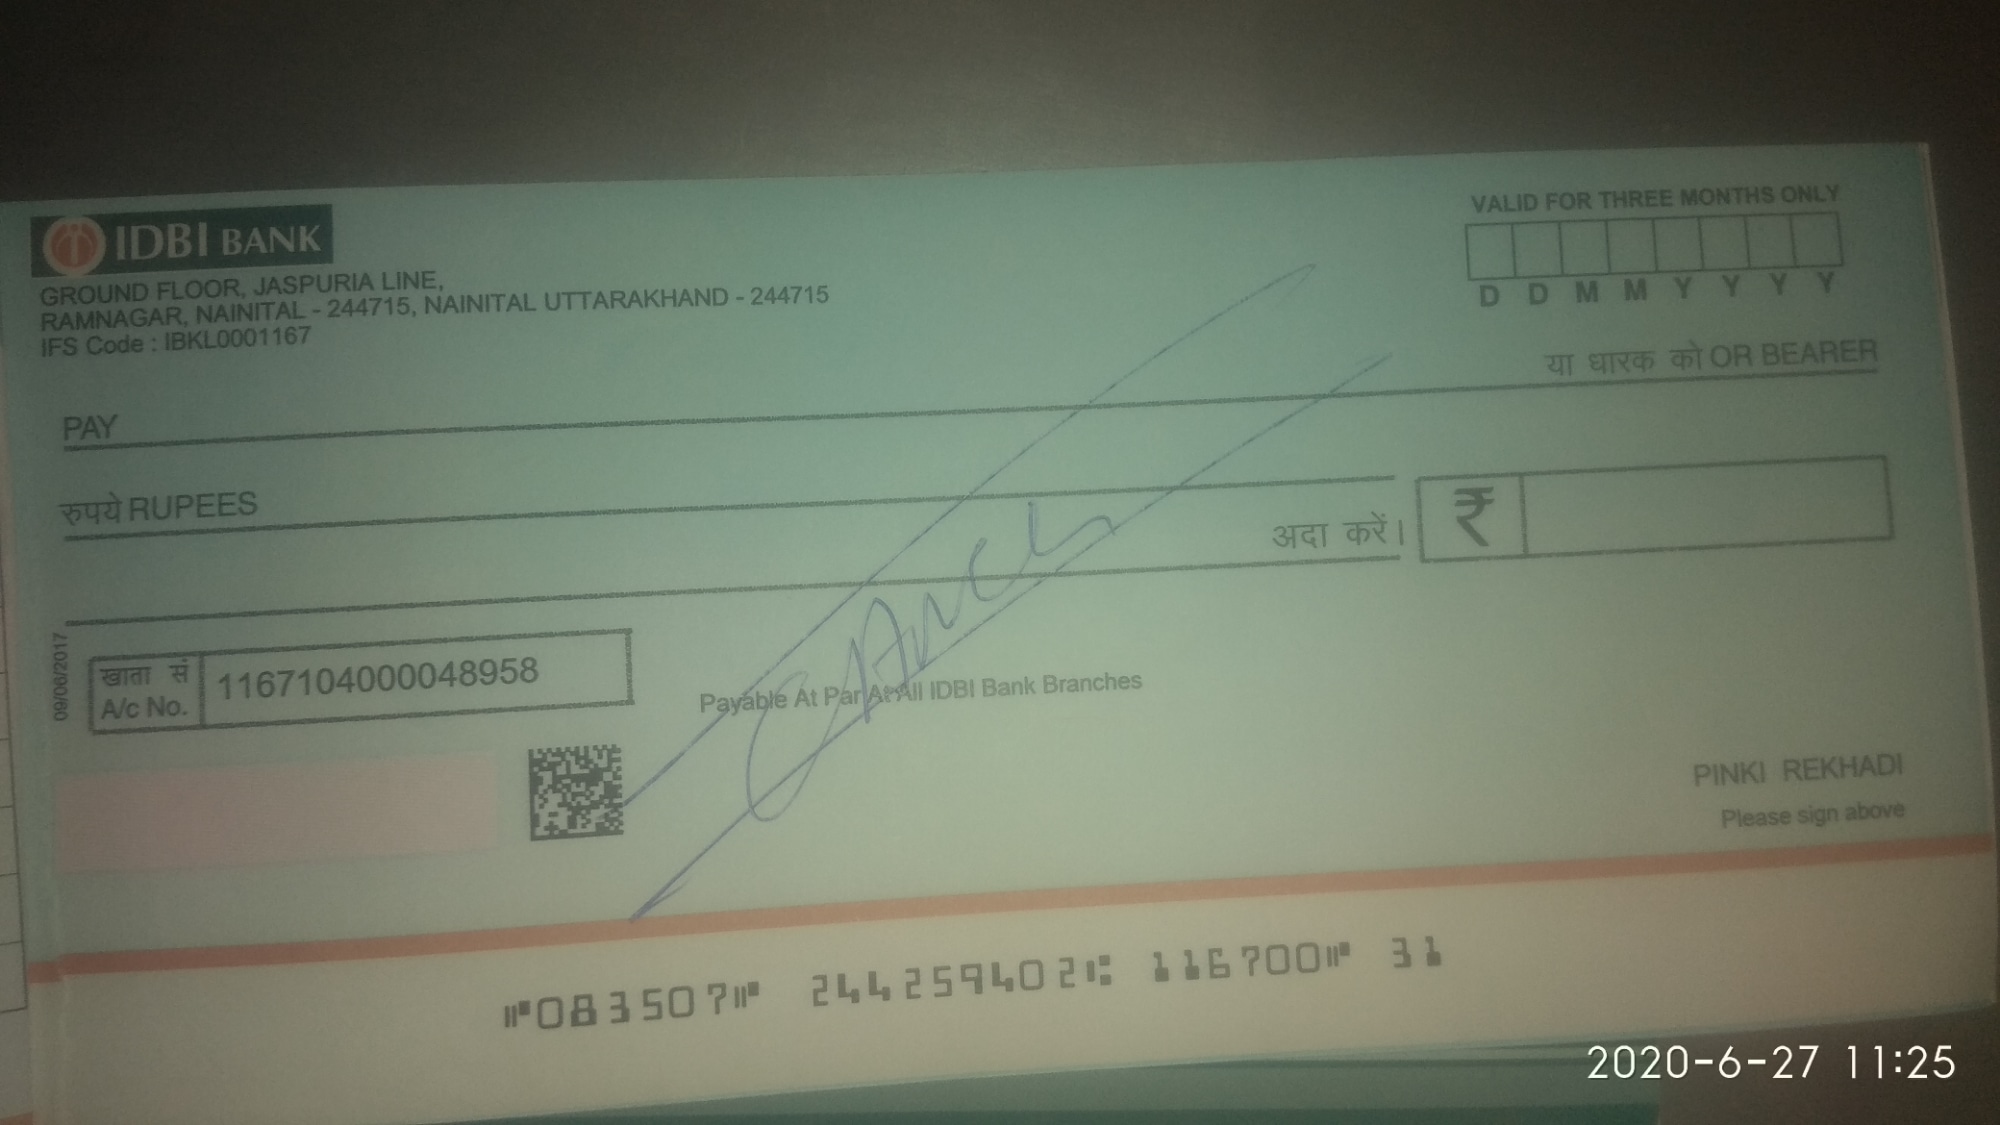 IDBI BANK
GROUND FLOOR, JASPURIA LINE,
RAMNAGAR, NAINITAL - 244715, NAINITAL UTTARAKHAND - 244715
IFS Code : IBKL0001167
VALID FOR THREE MONTHS ONLY
D D M M Y Y Y Y
PAY
या धारक को OR BEARER
रुपये RUPEES
अदा करें। ₹
09/06/2017
खाता सं
A/c No. 1167104000048958
Payable At Par At All IDBI Bank Branches
PINKI REKHADI
Please sign above
⑈083507⑈ 244259402⑆ 116700⑈ 31
2020-6-27 11:25